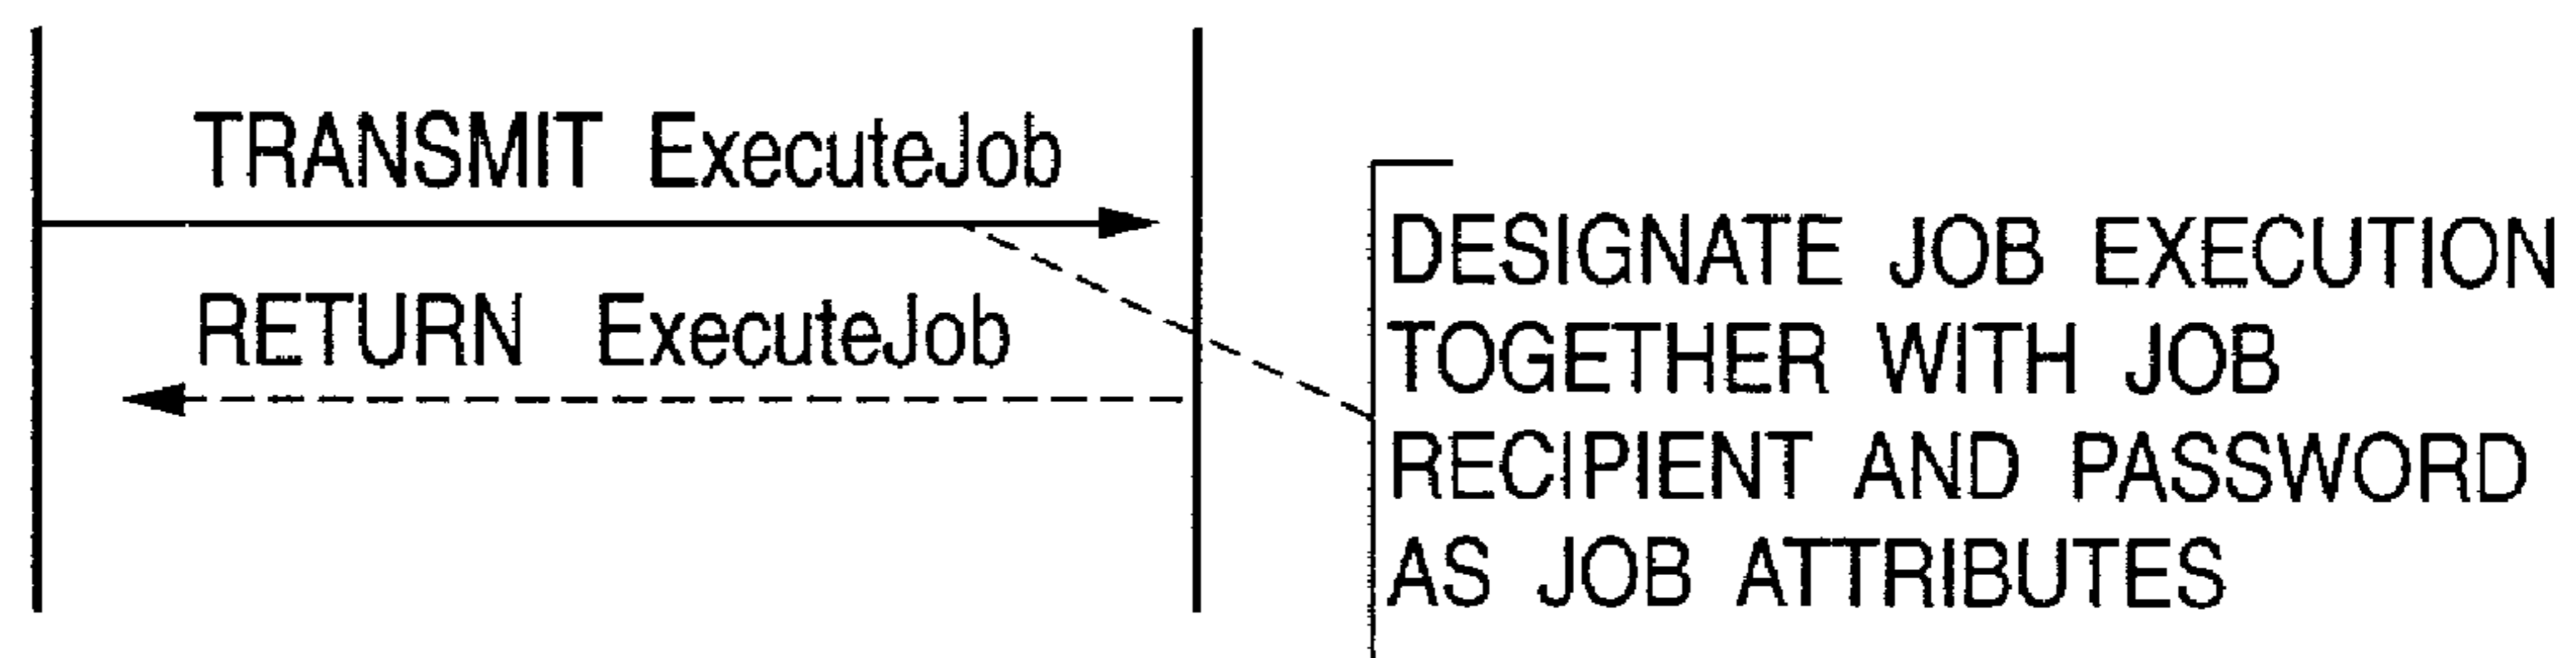 TRANSMIT ExecuteJob
RETURN ExecuteJob
DESIGNATE JOB EXECUTION
TOGETHER WITH JOB
RECIPIENT AND PASSWORD
AS JOB ATTRIBUTES